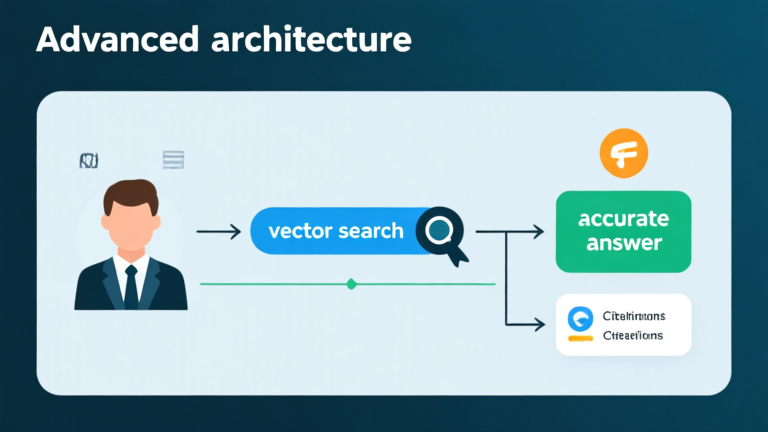 Advanced architecture
vector search
accurate
answer